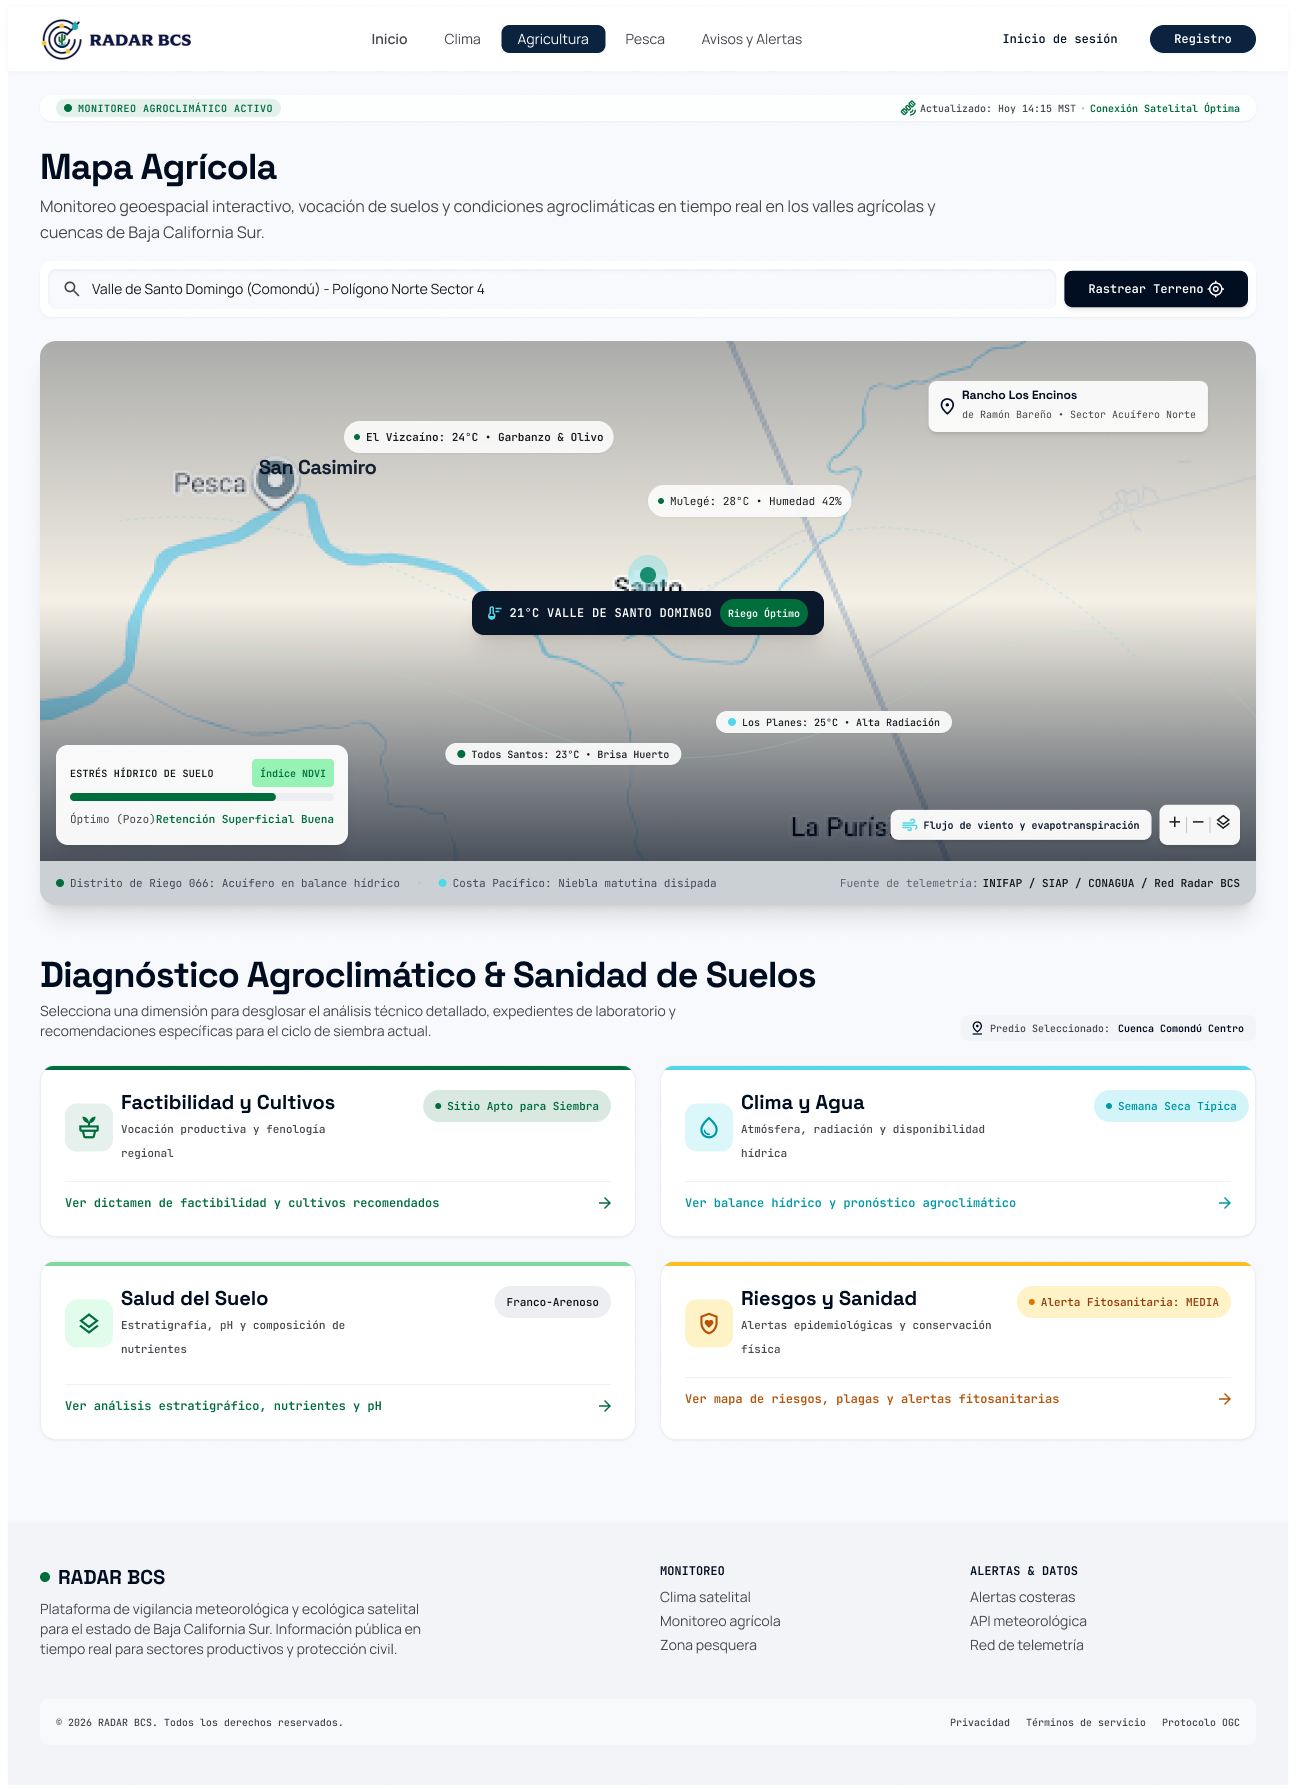 RADAR BCS
Inicio
Clima
Agricultura
Pesca
Avisos y Alertas
Inicio de sesión
Registro
MONITOREO AGROCLIMÁTICO ACTIVO
Actualizado: Hoy 14:15 MST · Conexión Satelital Óptima
Mapa Agrícola
Monitoreo geoespacial interactivo, vocación de suelos y condiciones agroclimáticas en tiempo real en los valles agrícolas y
cuencas de Baja California Sur.
Valle de Santo Domingo (Comondú) - Polígono Norte Sector 4
Rastrear Terreno
Rancho Los Encinos
de Ramón Bareño • Sector Acuífero Norte
El Vizcaíno: 24°C • Garbanzo & Olivo
San Casimiro
Pesca
Mulegé: 28°C • Humedad 42%
Santo
21°C VALLE DE SANTO DOMINGO
Riego Óptimo
Los Planes: 25°C • Alta Radiación
Todos Santos: 23°C • Brisa Huerto
ESTRÉS HÍDRICO DE SUELO
Índice NDVI
Óptimo (Pozo)
Retención Superficial Buena
La Purís
Flujo de viento y evapotranspiración
Distrito de Riego 066: Acuífero en balance hídrico
Costa Pacífico: Niebla matutina disipada
Fuente de telemetría: INIFAP / SIAP / CONAGUA / Red Radar BCS
Diagnóstico Agroclimático & Sanidad de Suelos
Selecciona una dimensión para desglosar el análisis técnico detallado, expedientes de laboratorio y
recomendaciones específicas para el ciclo de siembra actual.
Predio Seleccionado: Cuenca Comondú Centro
Factibilidad y Cultivos
Sitio Apto para Siembra
Vocación productiva y fenología
regional
Ver dictamen de factibilidad y cultivos recomendados
Clima y Agua
Semana Seca Típica
Atmósfera, radiación y disponibilidad
hídrica
Ver balance hídrico y pronóstico agroclimático
Salud del Suelo
Franco-Arenoso
Estratigrafía, pH y composición de
nutrientes
Ver análisis estratigráfico, nutrientes y pH
Riesgos y Sanidad
Alerta Fitosanitaria: MEDIA
Alertas epidemiológicas y conservación
física
Ver mapa de riesgos, plagas y alertas fitosanitarias
RADAR BCS
Plataforma de vigilancia meteorológica y ecológica satelital
para el estado de Baja California Sur. Información pública en
tiempo real para sectores productivos y protección civil.
MONITOREO
Clima satelital
Monitoreo agrícola
Zona pesquera
ALERTAS & DATOS
Alertas costeras
API meteorológica
Red de telemetría
© 2026 RADAR BCS. Todos los derechos reservados.
Privacidad
Términos de servicio
Protocolo OGC